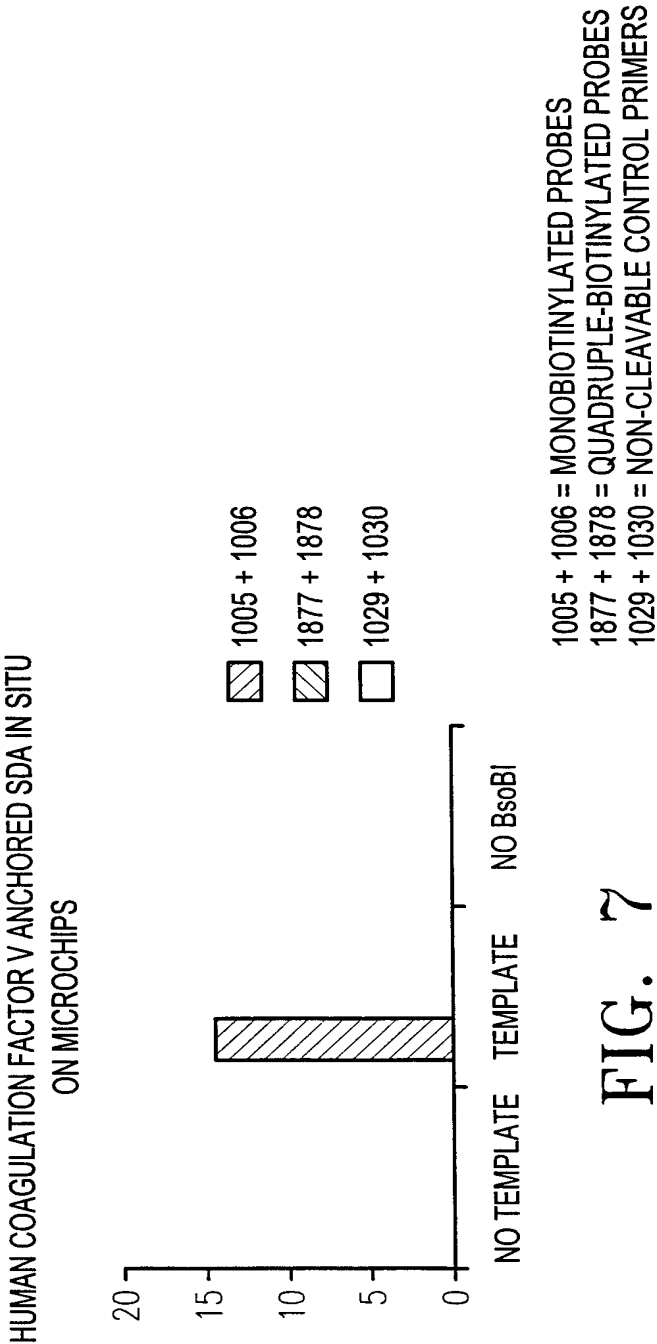 HUMAN COAGULATION FACTOR V ANCHORED SDA IN SITU
ON MICROCHIPS
20
15
10
5
0
NO TEMPLATE
TEMPLATE
NO BsoBI
1005 + 1006
1877 + 1878
1029 + 1030
1005 + 1006 = MONOBIOTINYLATED PROBES
1877 + 1878 = QUADRUPLE-BIOTINYLATED PROBES
1029 + 1030 = NON-CLEAVABLE CONTROL PRIMERS
FIG. 7